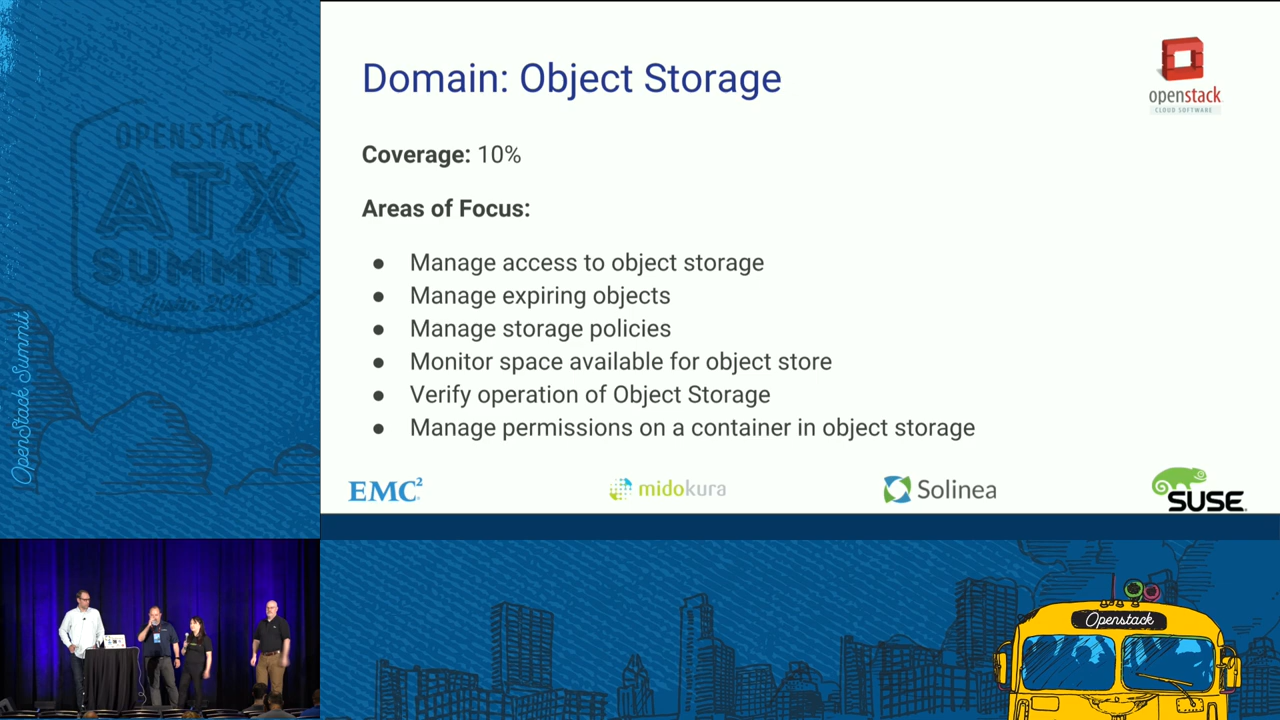 Domain: Object Storage
openstack
CLOUD SOFTWARE
Coverage: 10%
Areas of Focus:
● Manage access to object storage
● Manage expiring objects
● Manage storage policies
● Monitor space available for object store
● Verify operation of Object Storage
● Manage permissions on a container in object storage
EMC²
midokura
Solinea
SUSE
OPENSTACK
ATX
SUMMIT
Austin 2016
OpenStack Summit
Openstack